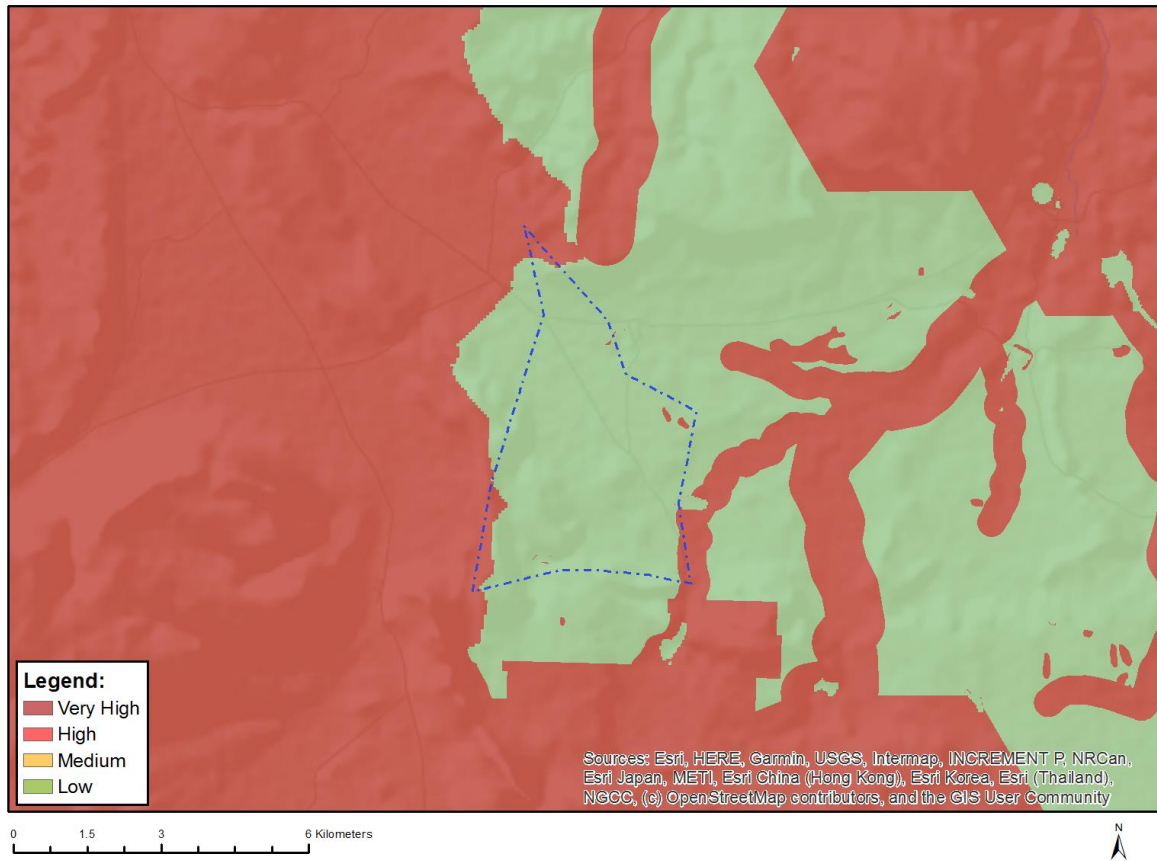 Legend:
Very High
High
Medium
Low
Sources: Esri, HERE, Garmin, USGS, Intermap, INCREMENT P, NRCan,
Esri Japan, METI, Esri China (Hong Kong), Esri Korea, Esri (Thailand),
NGCC, (c) OpenStreetMap contributors, and the GIS User Community
0 1.5 3 6 Kilometers
N